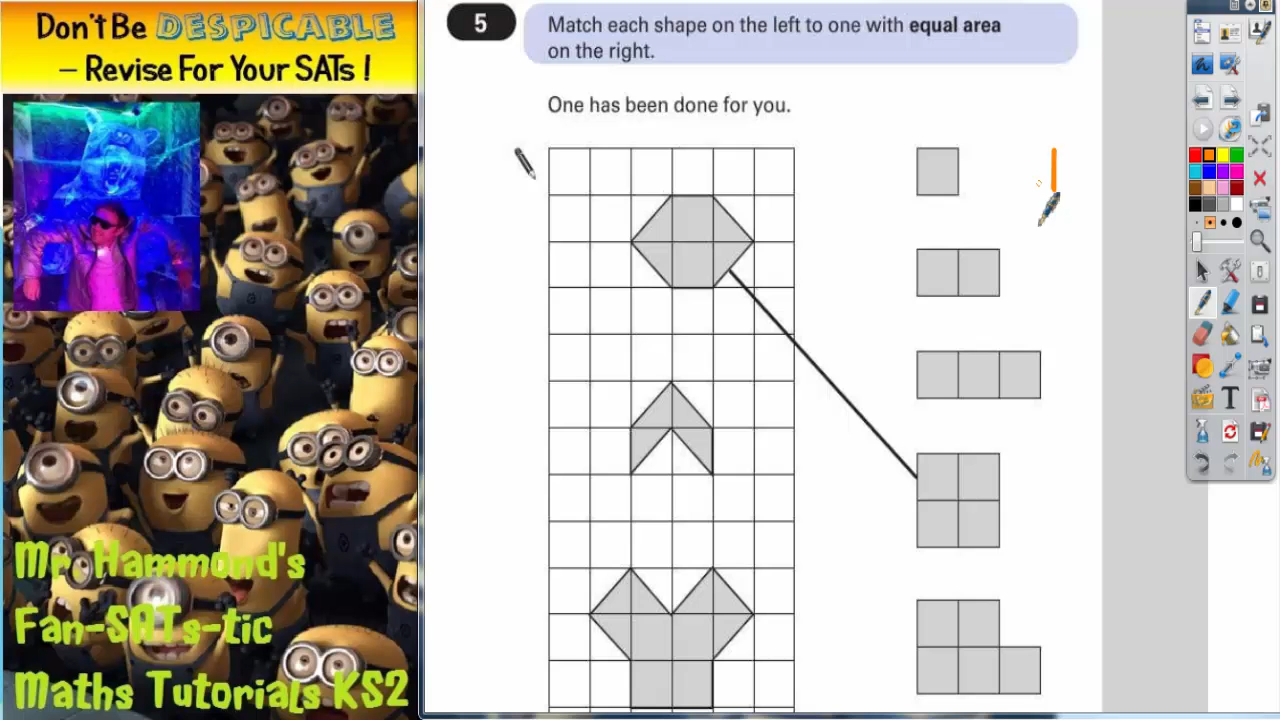 Don't Be DESPICABLE
– Revise For Your SATs !
Mr. Hammond's
Fan-SATs-tic
Maths Tutorials KS2
5
Match each shape on the left to one with equal area
on the right.
One has been done for you.